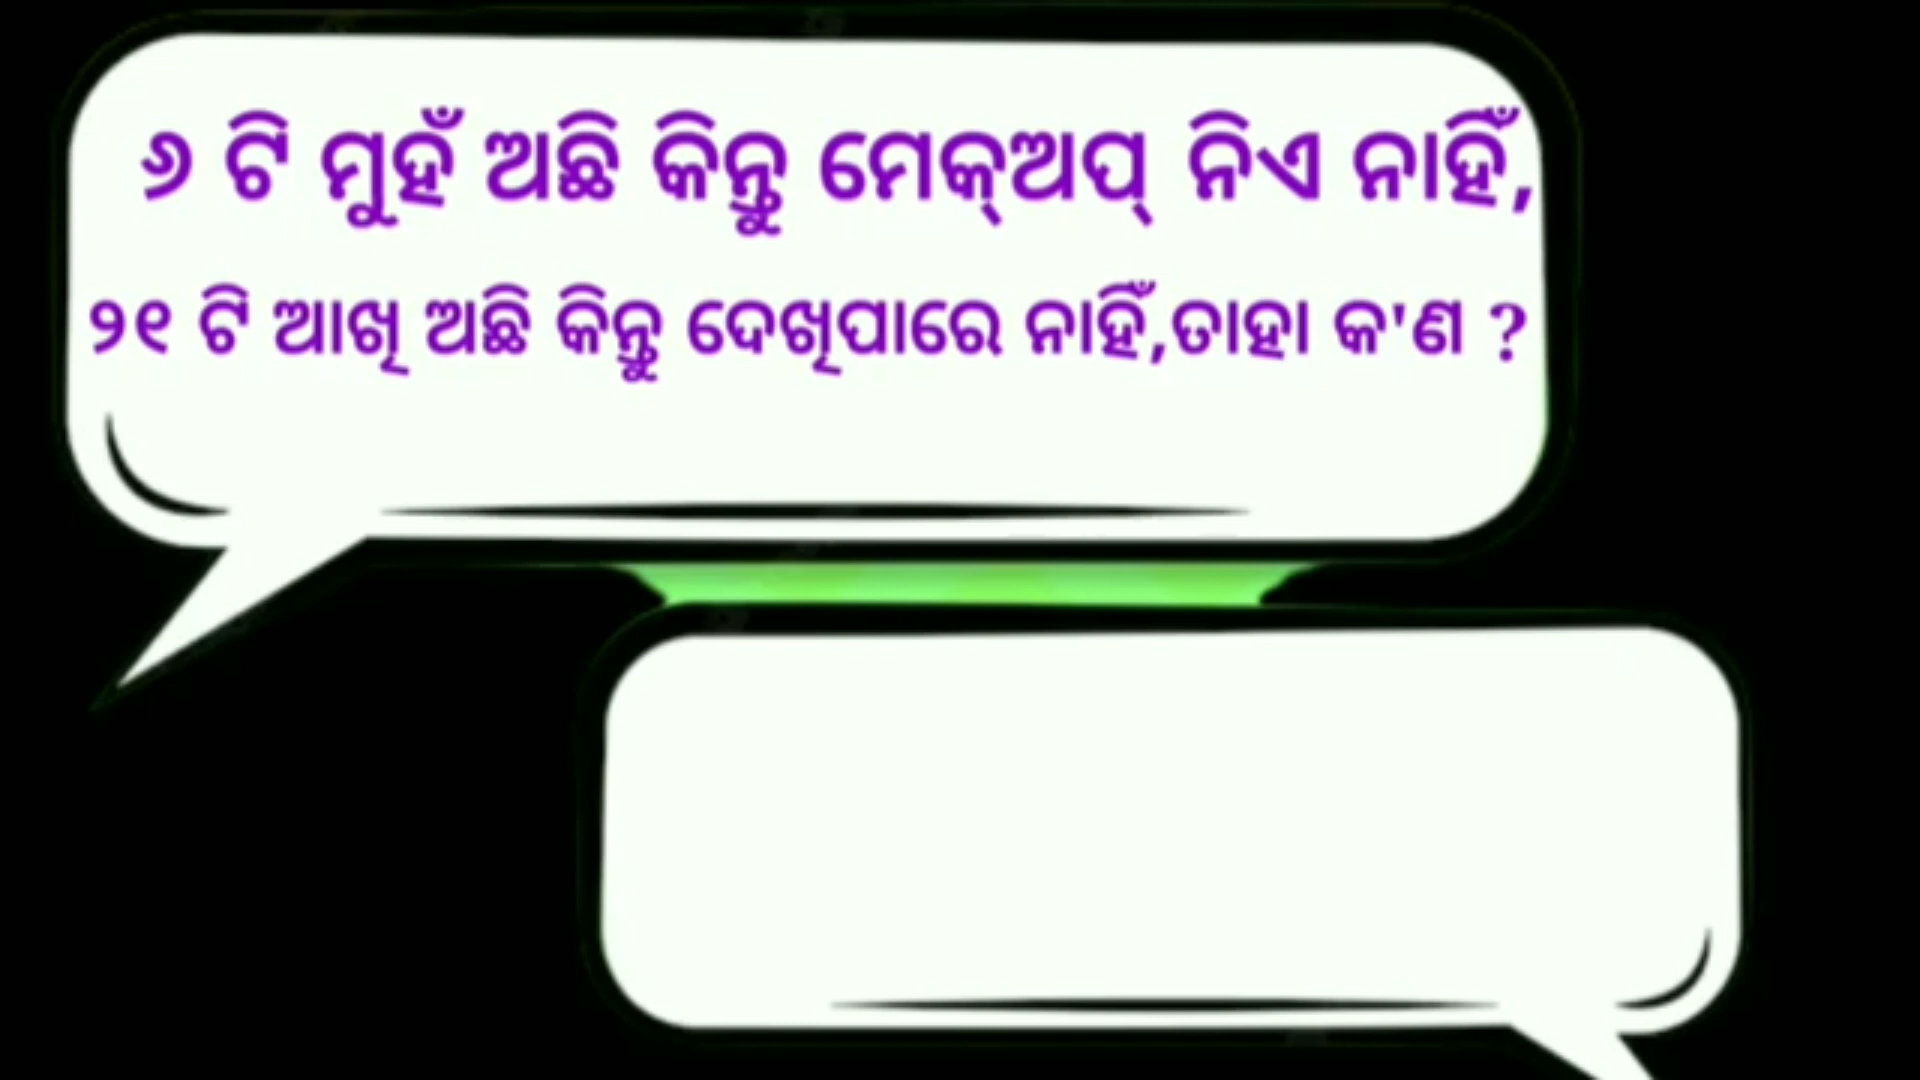 ୬ ଟି ମୁହଁ ଅଛି କିନ୍ତୁ ମେକ୍ଅପ୍ ନିଏ ନାହିଁ,
୨୧ ଟି ଆଖି ଅଛି କିନ୍ତୁ ଦେଖିପାରେ ନାହିଁ,ତାହା କ'ଣ ?